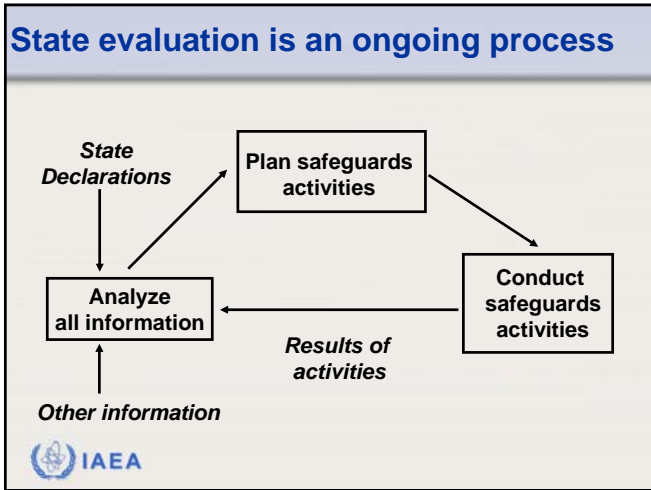 State evaluation is an ongoing process
State
Declarations
Plan safeguards
activities
Analyze
all information
Conduct
safeguards
activities
Results of
activities
Other information
IAEA